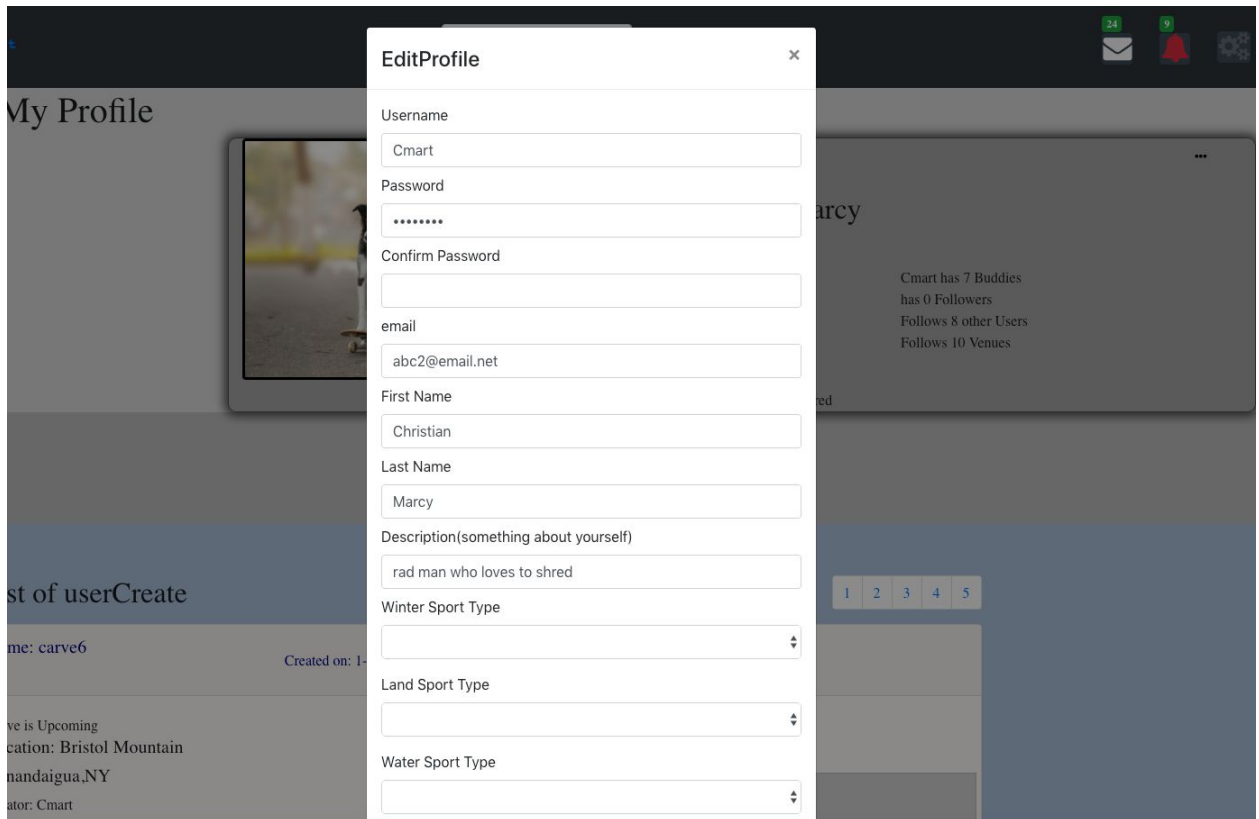 24
9
My Profile
EditProfile
×
Username
Cmart
Password
••••••••
Confirm Password
email
abc2@email.net
First Name
Christian
Last Name
Marcy
Description(something about yourself)
rad man who loves to shred
Winter Sport Type
Land Sport Type
Water Sport Type
arcy
Cmart has 7 Buddies
has 0 Followers
Follows 8 other Users
Follows 10 Venues
red
st of userCreate
1 2 3 4 5
me: carve6
Created on: 1-
ve is Upcoming
cation: Bristol Mountain
nandaigua,NY
ator: Cmart